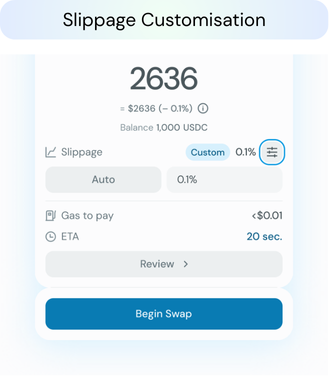 Slippage Customisation
2636
≈ $2636 (– 0.1%)
Balance 1,000 USDC
Slippage Custom 0.1%
Auto 0.1%
Gas to pay <$0.01
ETA 20 sec.
Review
Begin Swap